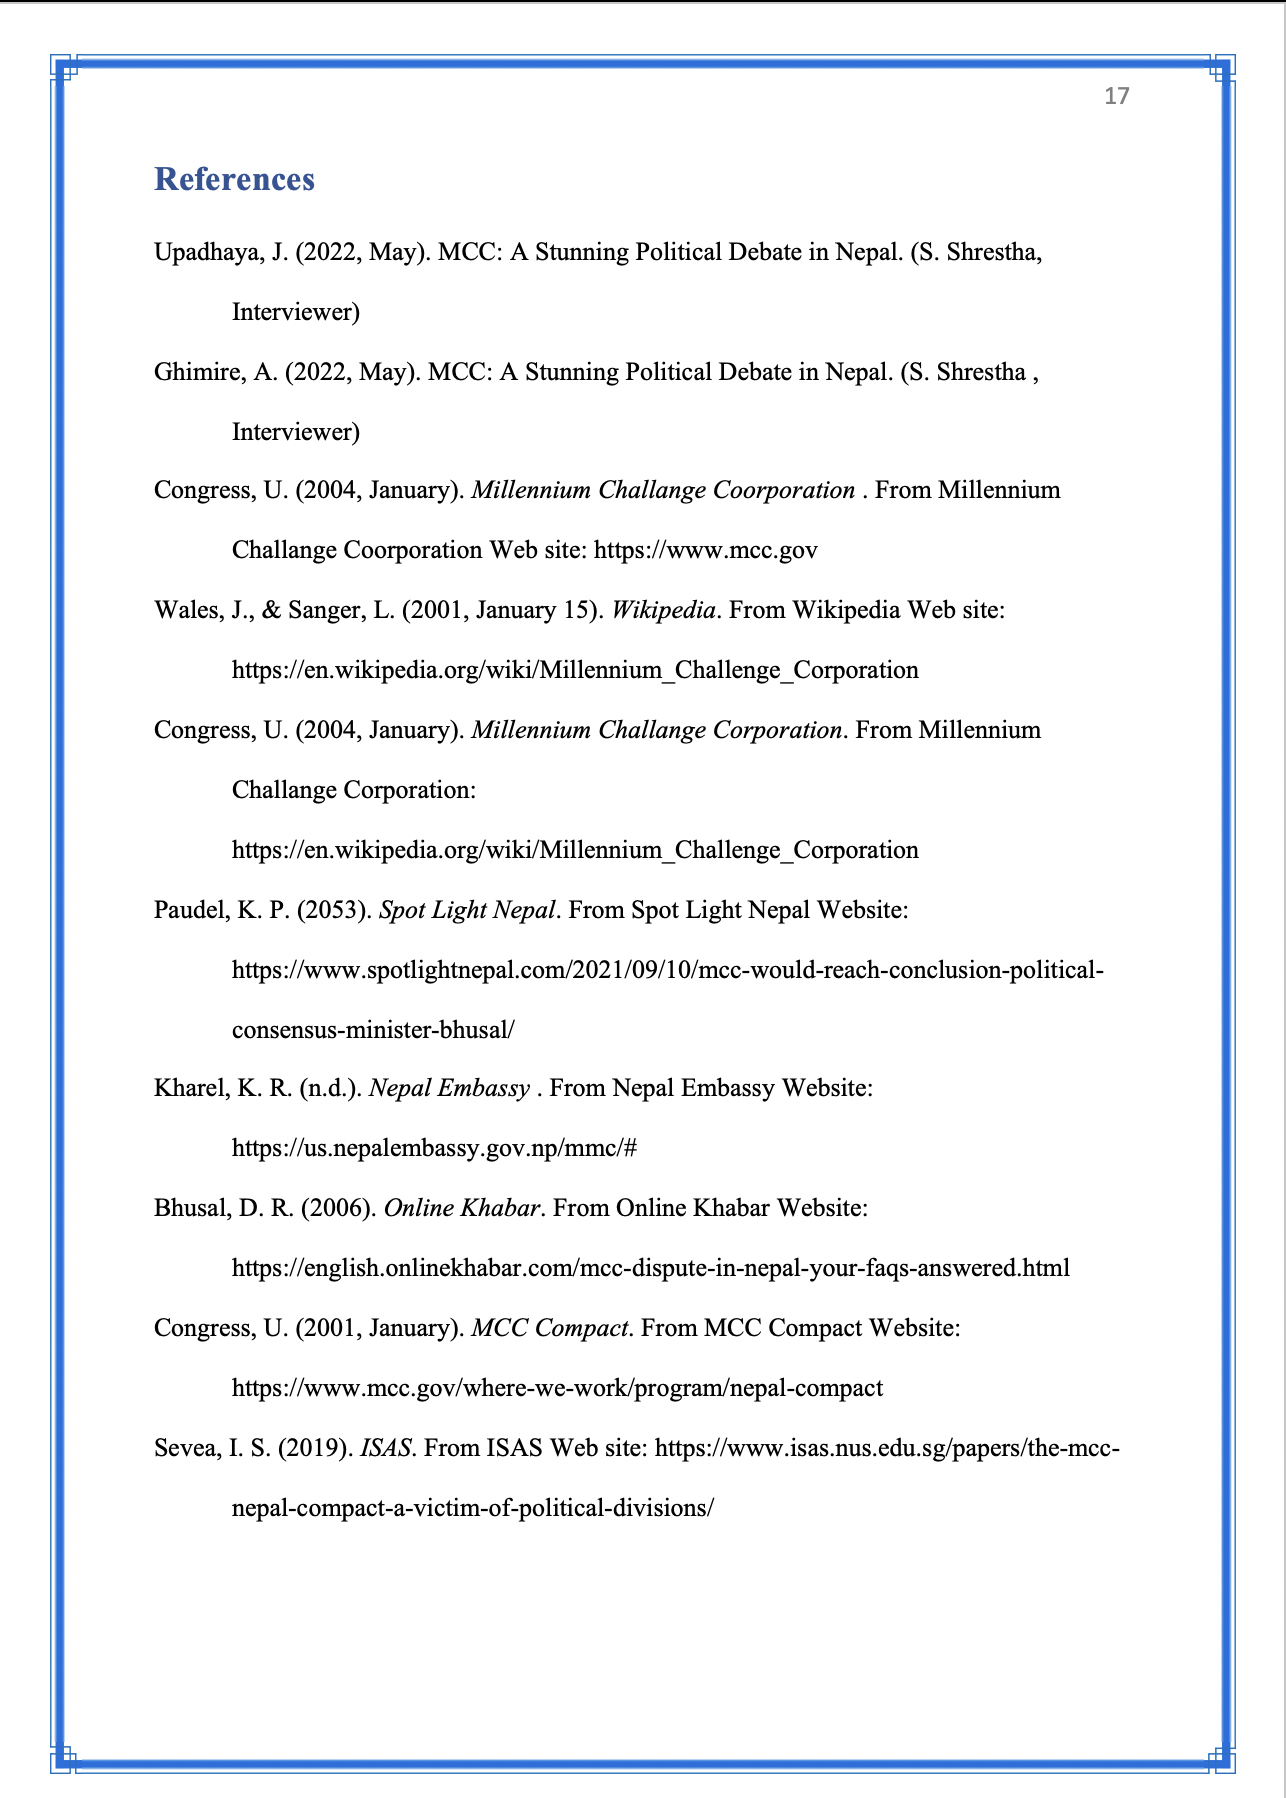 17
References
Upadhaya, J. (2022, May). MCC: A Stunning Political Debate in Nepal. (S. Shrestha,
Interviewer)
Ghimire, A. (2022, May). MCC: A Stunning Political Debate in Nepal. (S. Shrestha ,
Interviewer)
Congress, U. (2004, January). Millennium Challange Coorporation . From Millennium
Challange Coorporation Web site: https://www.mcc.gov
Wales, J., & Sanger, L. (2001, January 15). Wikipedia. From Wikipedia Web site:
https://en.wikipedia.org/wiki/Millennium_Challenge_Corporation
Congress, U. (2004, January). Millennium Challange Corporation. From Millennium
Challange Corporation:
https://en.wikipedia.org/wiki/Millennium_Challenge_Corporation
Paudel, K. P. (2053). Spot Light Nepal. From Spot Light Nepal Website:
https://www.spotlightnepal.com/2021/09/10/mcc-would-reach-conclusion-political-
consensus-minister-bhusal/
Kharel, K. R. (n.d.). Nepal Embassy . From Nepal Embassy Website:
https://us.nepalembassy.gov.np/mmc/#
Bhusal, D. R. (2006). Online Khabar. From Online Khabar Website:
https://english.onlinekhabar.com/mcc-dispute-in-nepal-your-faqs-answered.html
Congress, U. (2001, January). MCC Compact. From MCC Compact Website:
https://www.mcc.gov/where-we-work/program/nepal-compact
Sevea, I. S. (2019). ISAS. From ISAS Web site: https://www.isas.nus.edu.sg/papers/the-mcc-
nepal-compact-a-victim-of-political-divisions/